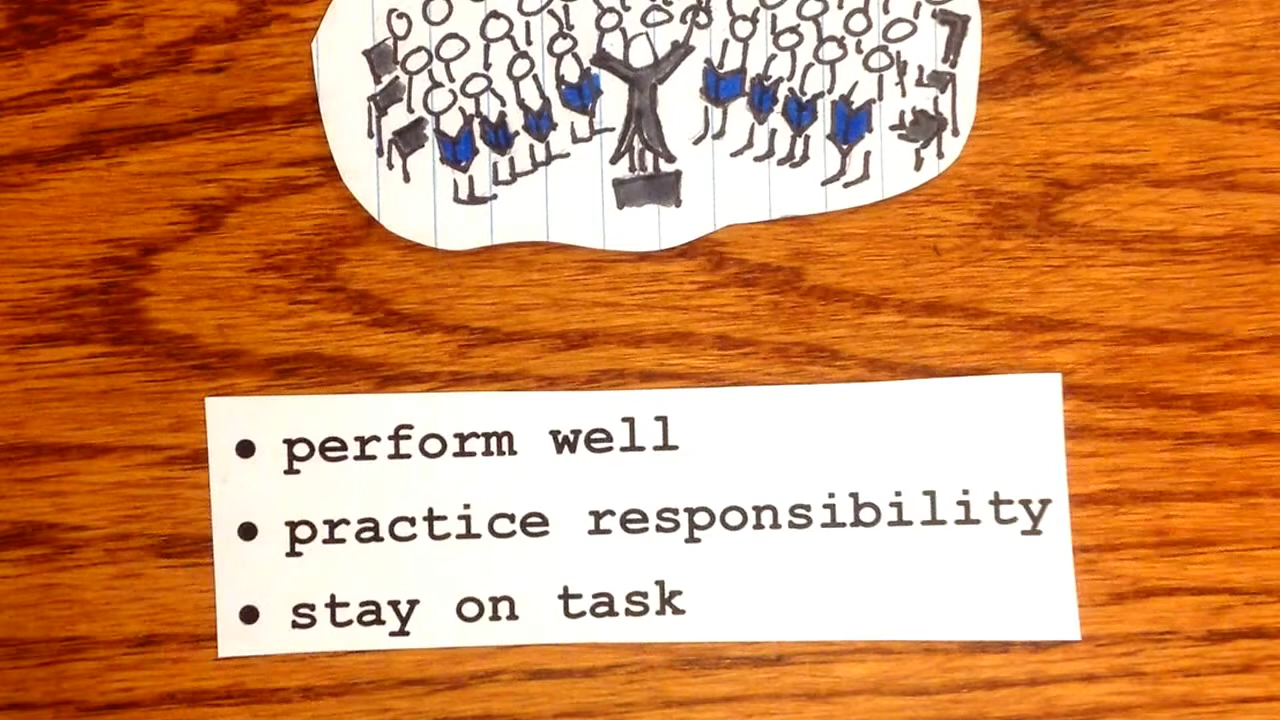 • perform well
• practice responsibility
• stay on task